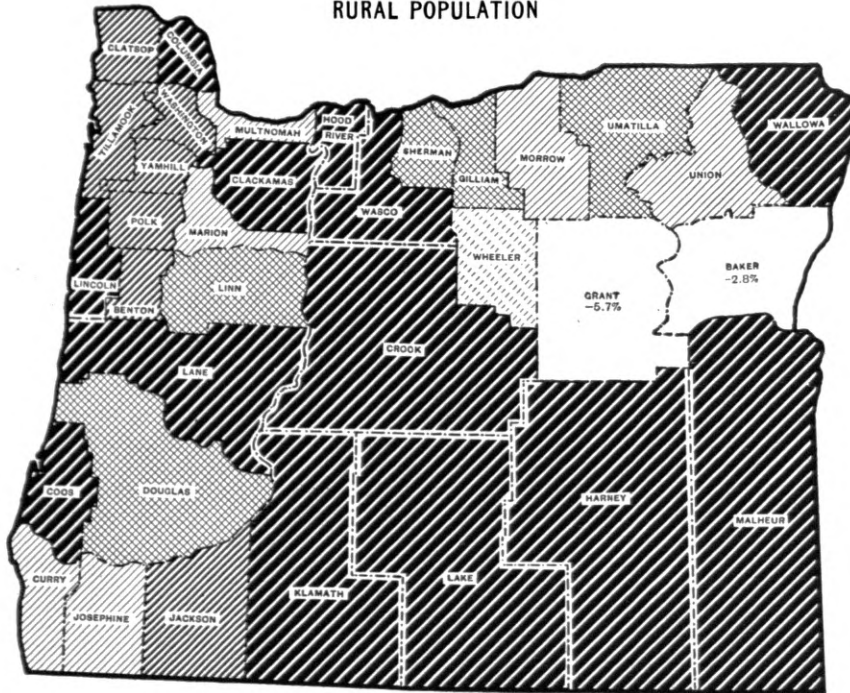 RURAL POPULATION
CLATSOP
COLUMBIA
TILLAMOOK
WASHINGTON
MULTNOMAH
HOOD
RIVER
SHERMAN
GILLIAM
MORROW
UMATILLA
UNION
WALLOWA
YAMHILL
CLACKAMAS
WASCO
POLK
MARION
WHEELER
GRANT
-5.7%
BAKER
-2.8%
LINCOLN
BENTON
LINN
CROOK
LANE
COOS
DOUGLAS
HARNEY
MALHEUR
CURRY
JOSEPHINE
JACKSON
KLAMATH
LAKE